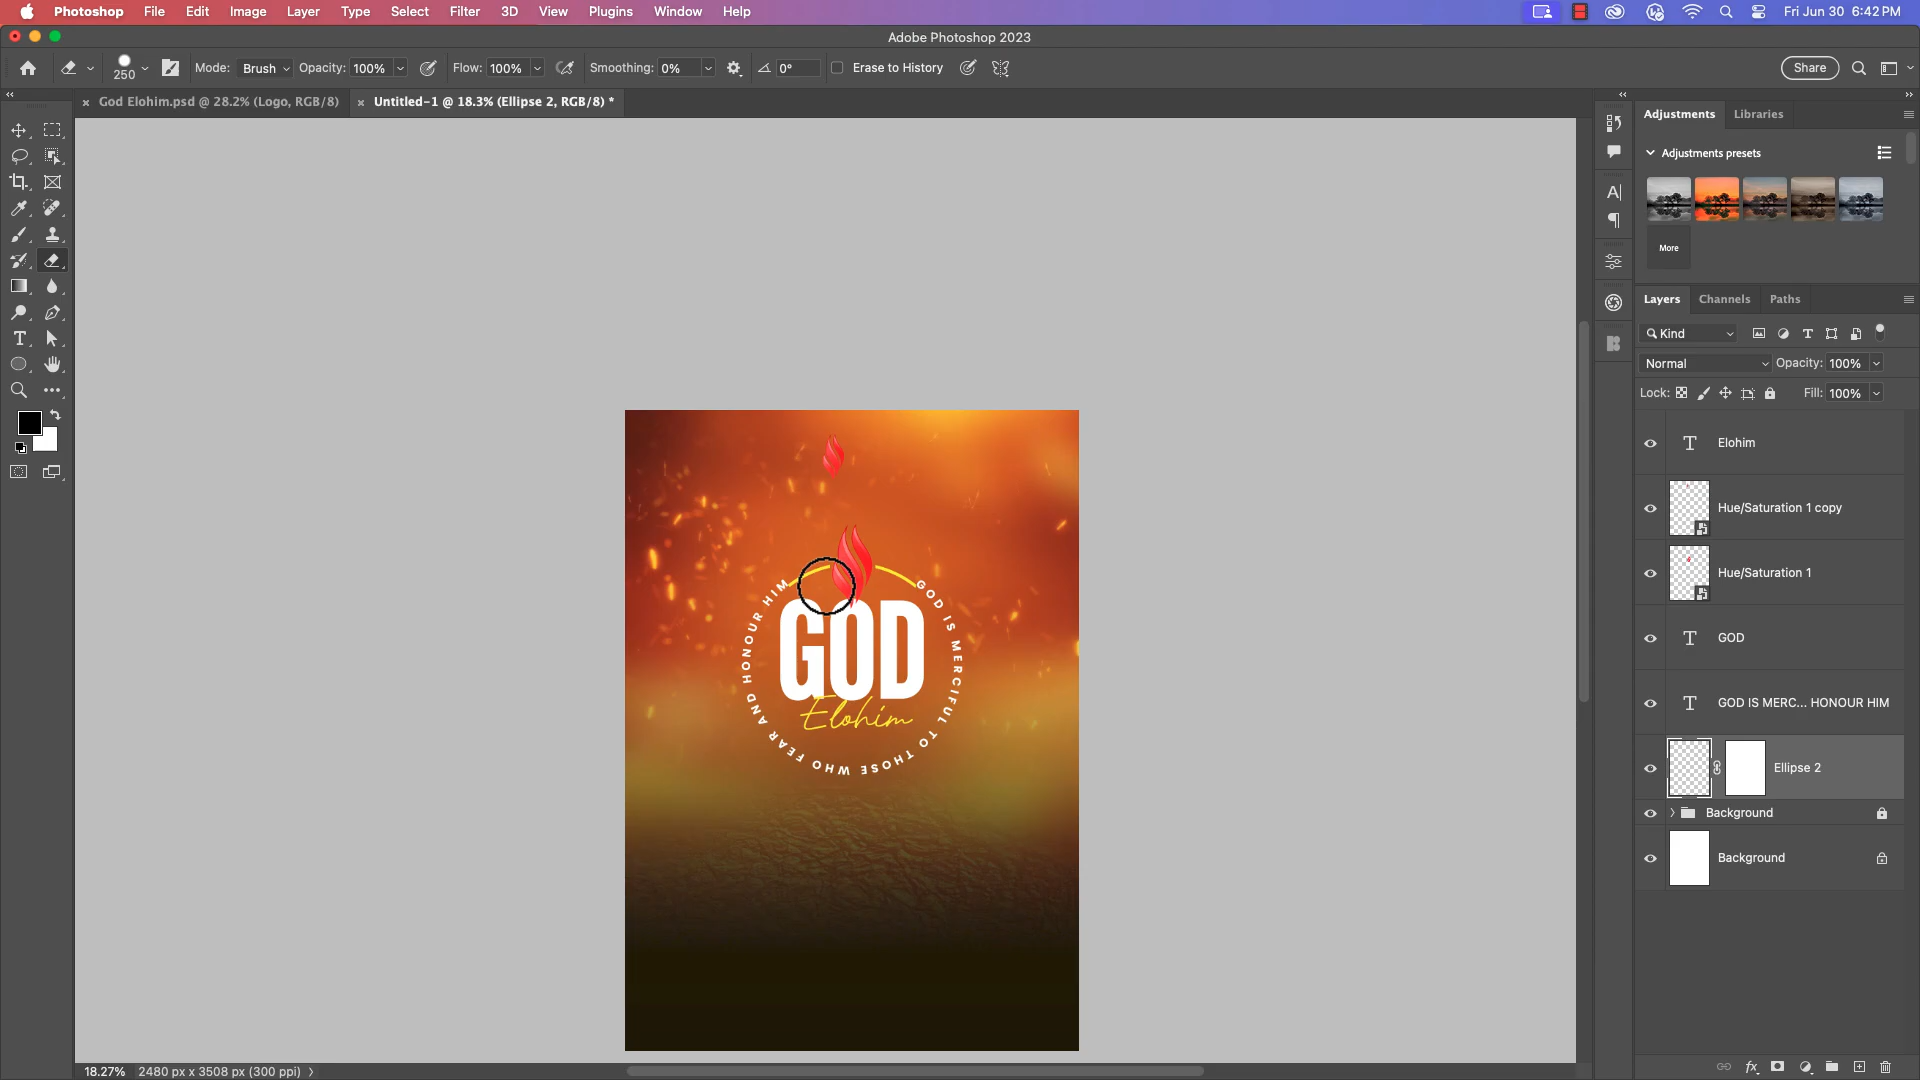 Photoshop File Edit Image Layer Type Select Filter 3D View Plugins Window Help Fri Jun 30 6:42 PM
Adobe Photoshop 2023
250 Mode: Brush Opacity: 100% Flow: 100% Smoothing: 0% 0° Erase to History Share
God Elohim.psd @ 28.2% (Logo, RGB/8) Untitled-1 @ 18.3% (Ellipse 2, RGB/8) *
Adjustments Libraries
Adjustments presets
More
Layers Channels Paths
Kind
Normal Opacity: 100%
Lock: Fill: 100%
Elohim
Hue/Saturation 1 copy
Hue/Saturation 1
GOD
GOD IS MERC... HONOUR HIM
Ellipse 2
Background
Background
GOD IS MERCIFUL TO THOSE WHO FEAR AND HONOUR HIM
GOD
Elohim
18.27% 2480 px x 3508 px (300 ppi)